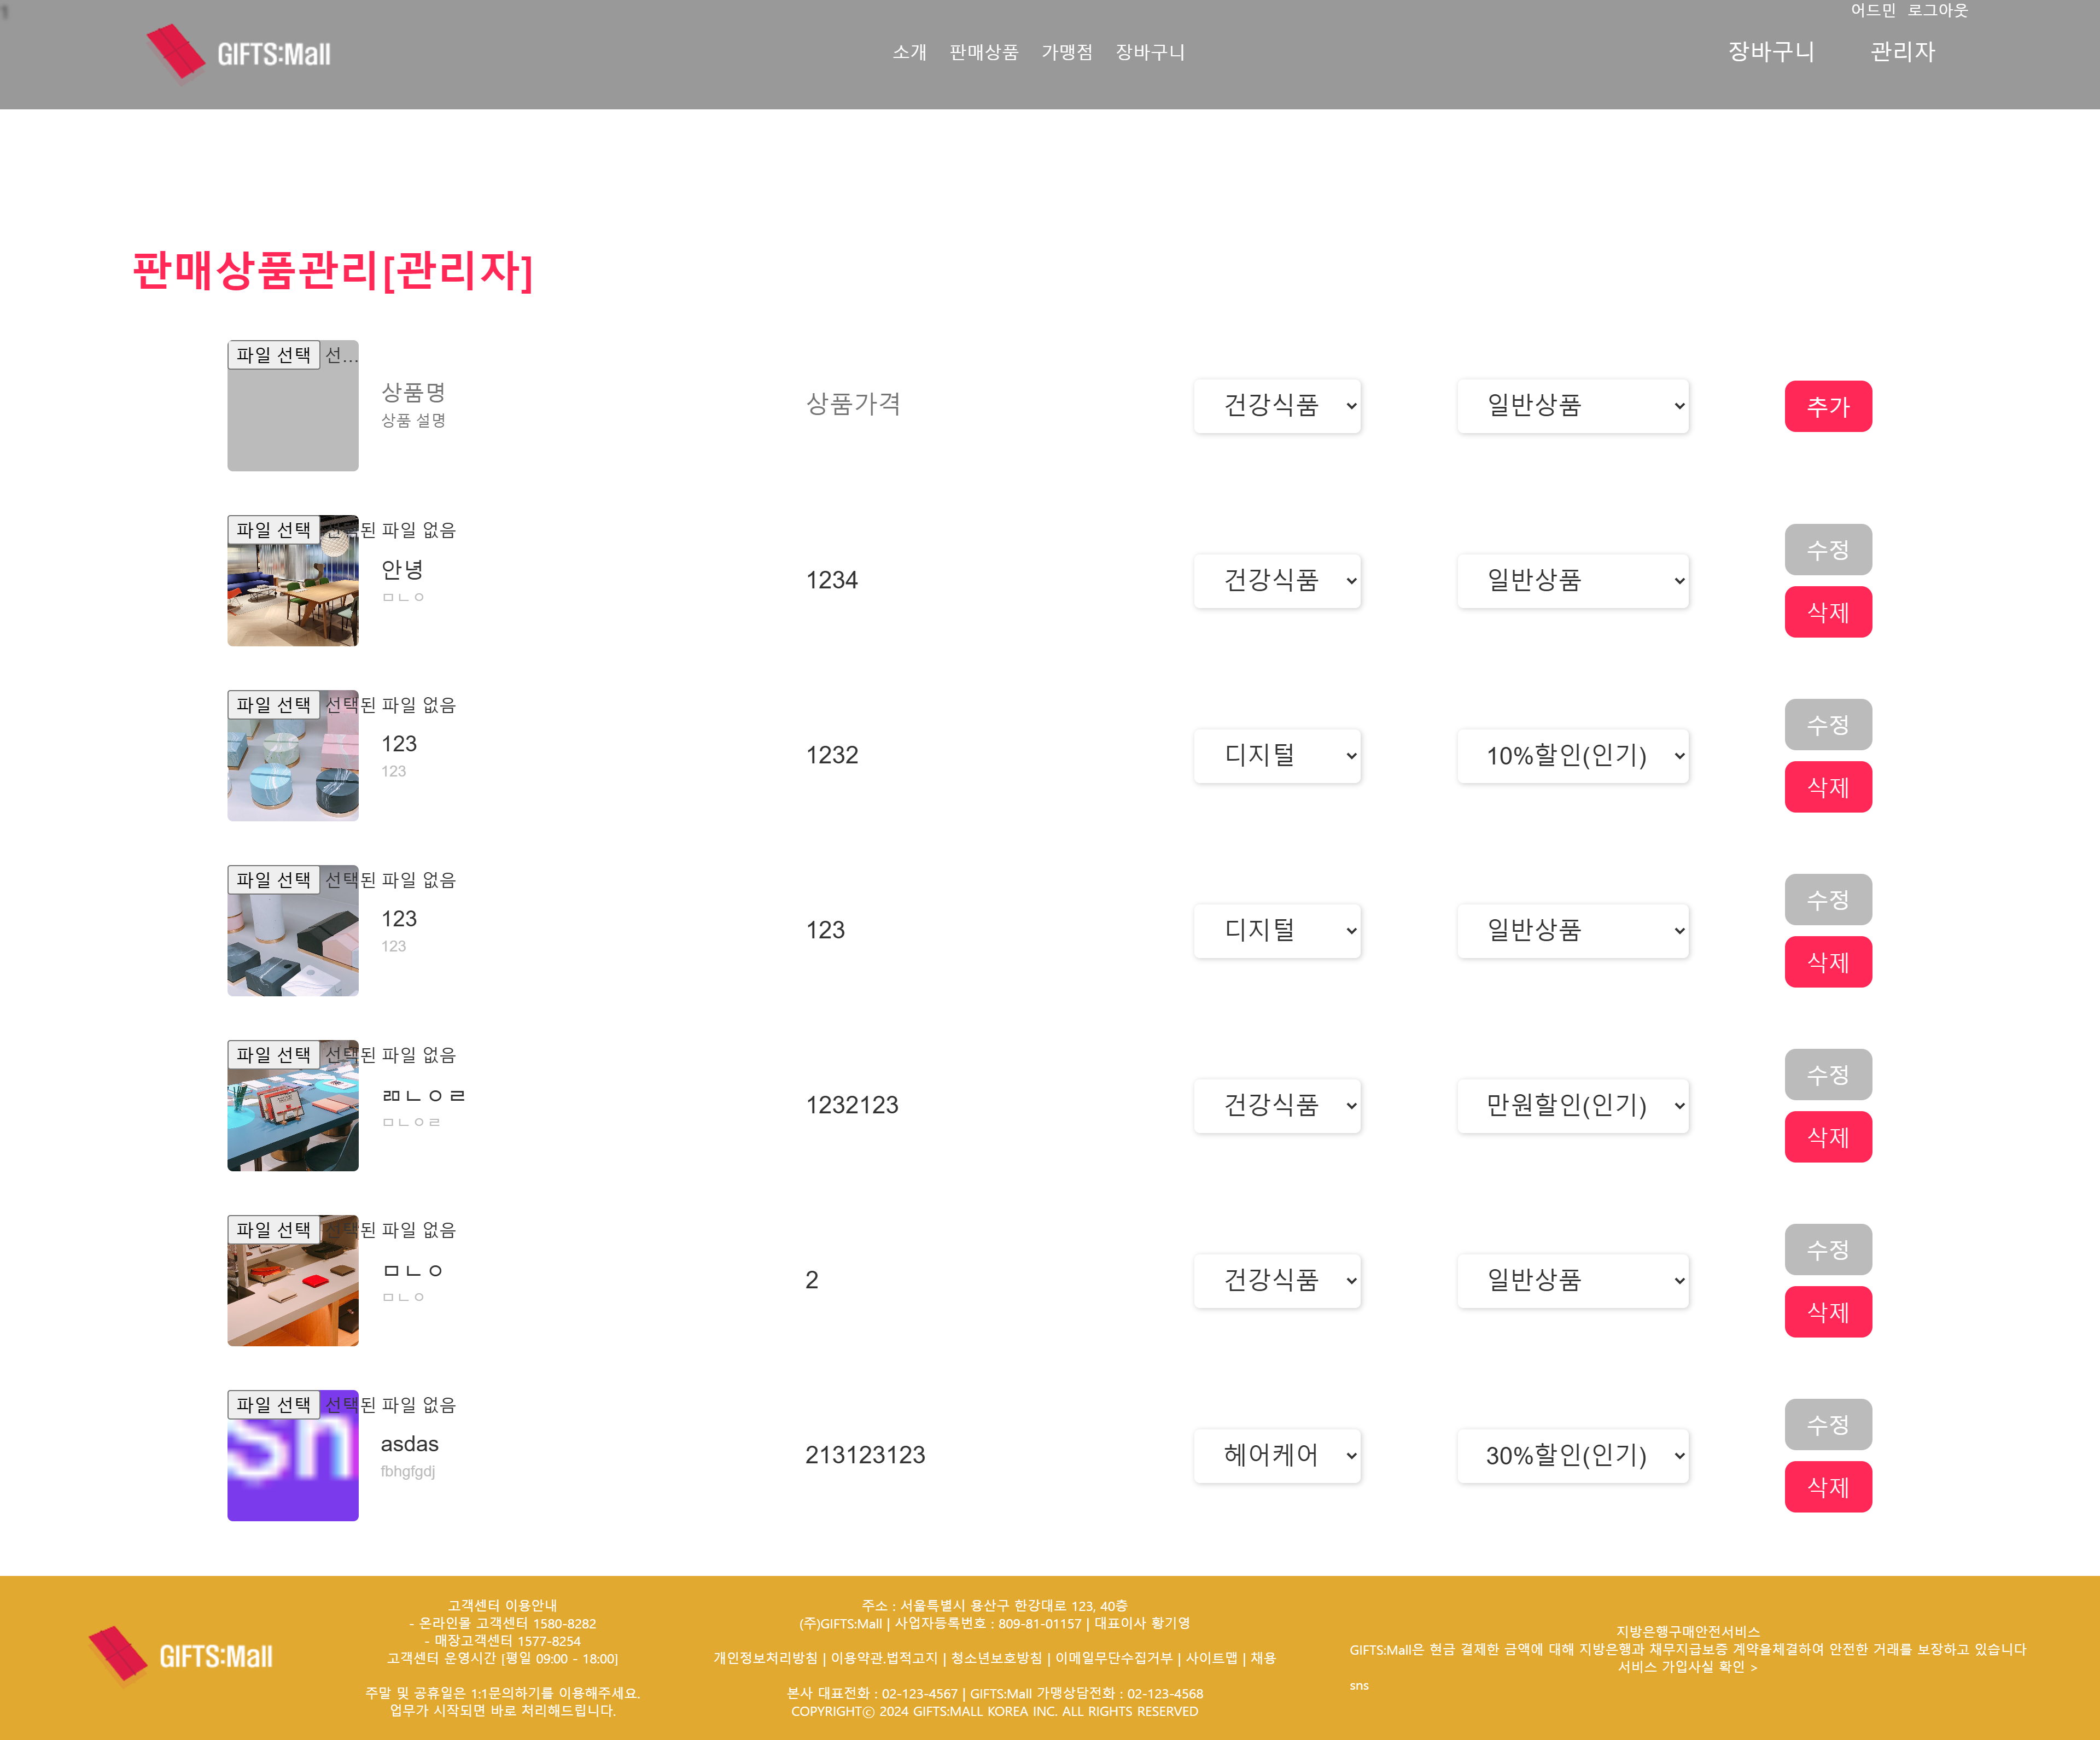 어드민 로그아웃
GIFTS:Mall
소개 판매상품 가맹점 장바구니
장바구니 관리자
판매상품관리[관리자]
파일 선택 선...
상품명
상품 설명
상품가격
건강식품
일반상품
추가
파일 선택 선택된 파일 없음
안녕
ㅁㄴㅇ
1234
건강식품
일반상품
수정
삭제
파일 선택 선택된 파일 없음
123
123
1232
디지털
10%할인(인기)
수정
삭제
파일 선택 선택된 파일 없음
123
123
123
디지털
일반상품
수정
삭제
파일 선택 선택된 파일 없음
ㄻㄴㅇㄹ
ㅁㄴㅇㄹ
1232123
건강식품
만원할인(인기)
수정
삭제
파일 선택 선택된 파일 없음
ㅁㄴㅇ
ㅁㄴㅇ
2
건강식품
일반상품
수정
삭제
파일 선택 선택된 파일 없음
sn
asdas
fbhgfgdj
213123123
헤어케어
30%할인(인기)
수정
삭제
GIFTS:Mall
고객센터 이용안내
- 온라인몰 고객센터 1580-8282
- 매장고객센터 1577-8254
고객센터 운영시간 [평일 09:00 - 18:00]
주말 및 공휴일은 1:1문의하기를 이용해주세요.
업무가 시작되면 바로 처리해드립니다.
주소 : 서울특별시 용산구 한강대로 123, 40층
(주)GIFTS:Mall | 사업자등록번호 : 809-81-01157 | 대표이사 황기영
개인정보처리방침 | 이용약관.법적고지 | 청소년보호방침 | 이메일무단수집거부 | 사이트맵 | 채용
본사 대표전화 : 02-123-4567 | GIFTS:Mall 가맹상담전화 : 02-123-4568
COPYRIGHTⓒ 2024 GIFTS:MALL KOREA INC. ALL RIGHTS RESERVED
지방은행구매안전서비스
GIFTS:Mall은 현금 결제한 금액에 대해 지방은행과 채무지급보증 계약을체결하여 안전한 거래를 보장하고 있습니다
서비스 가입사실 확인 >
sns